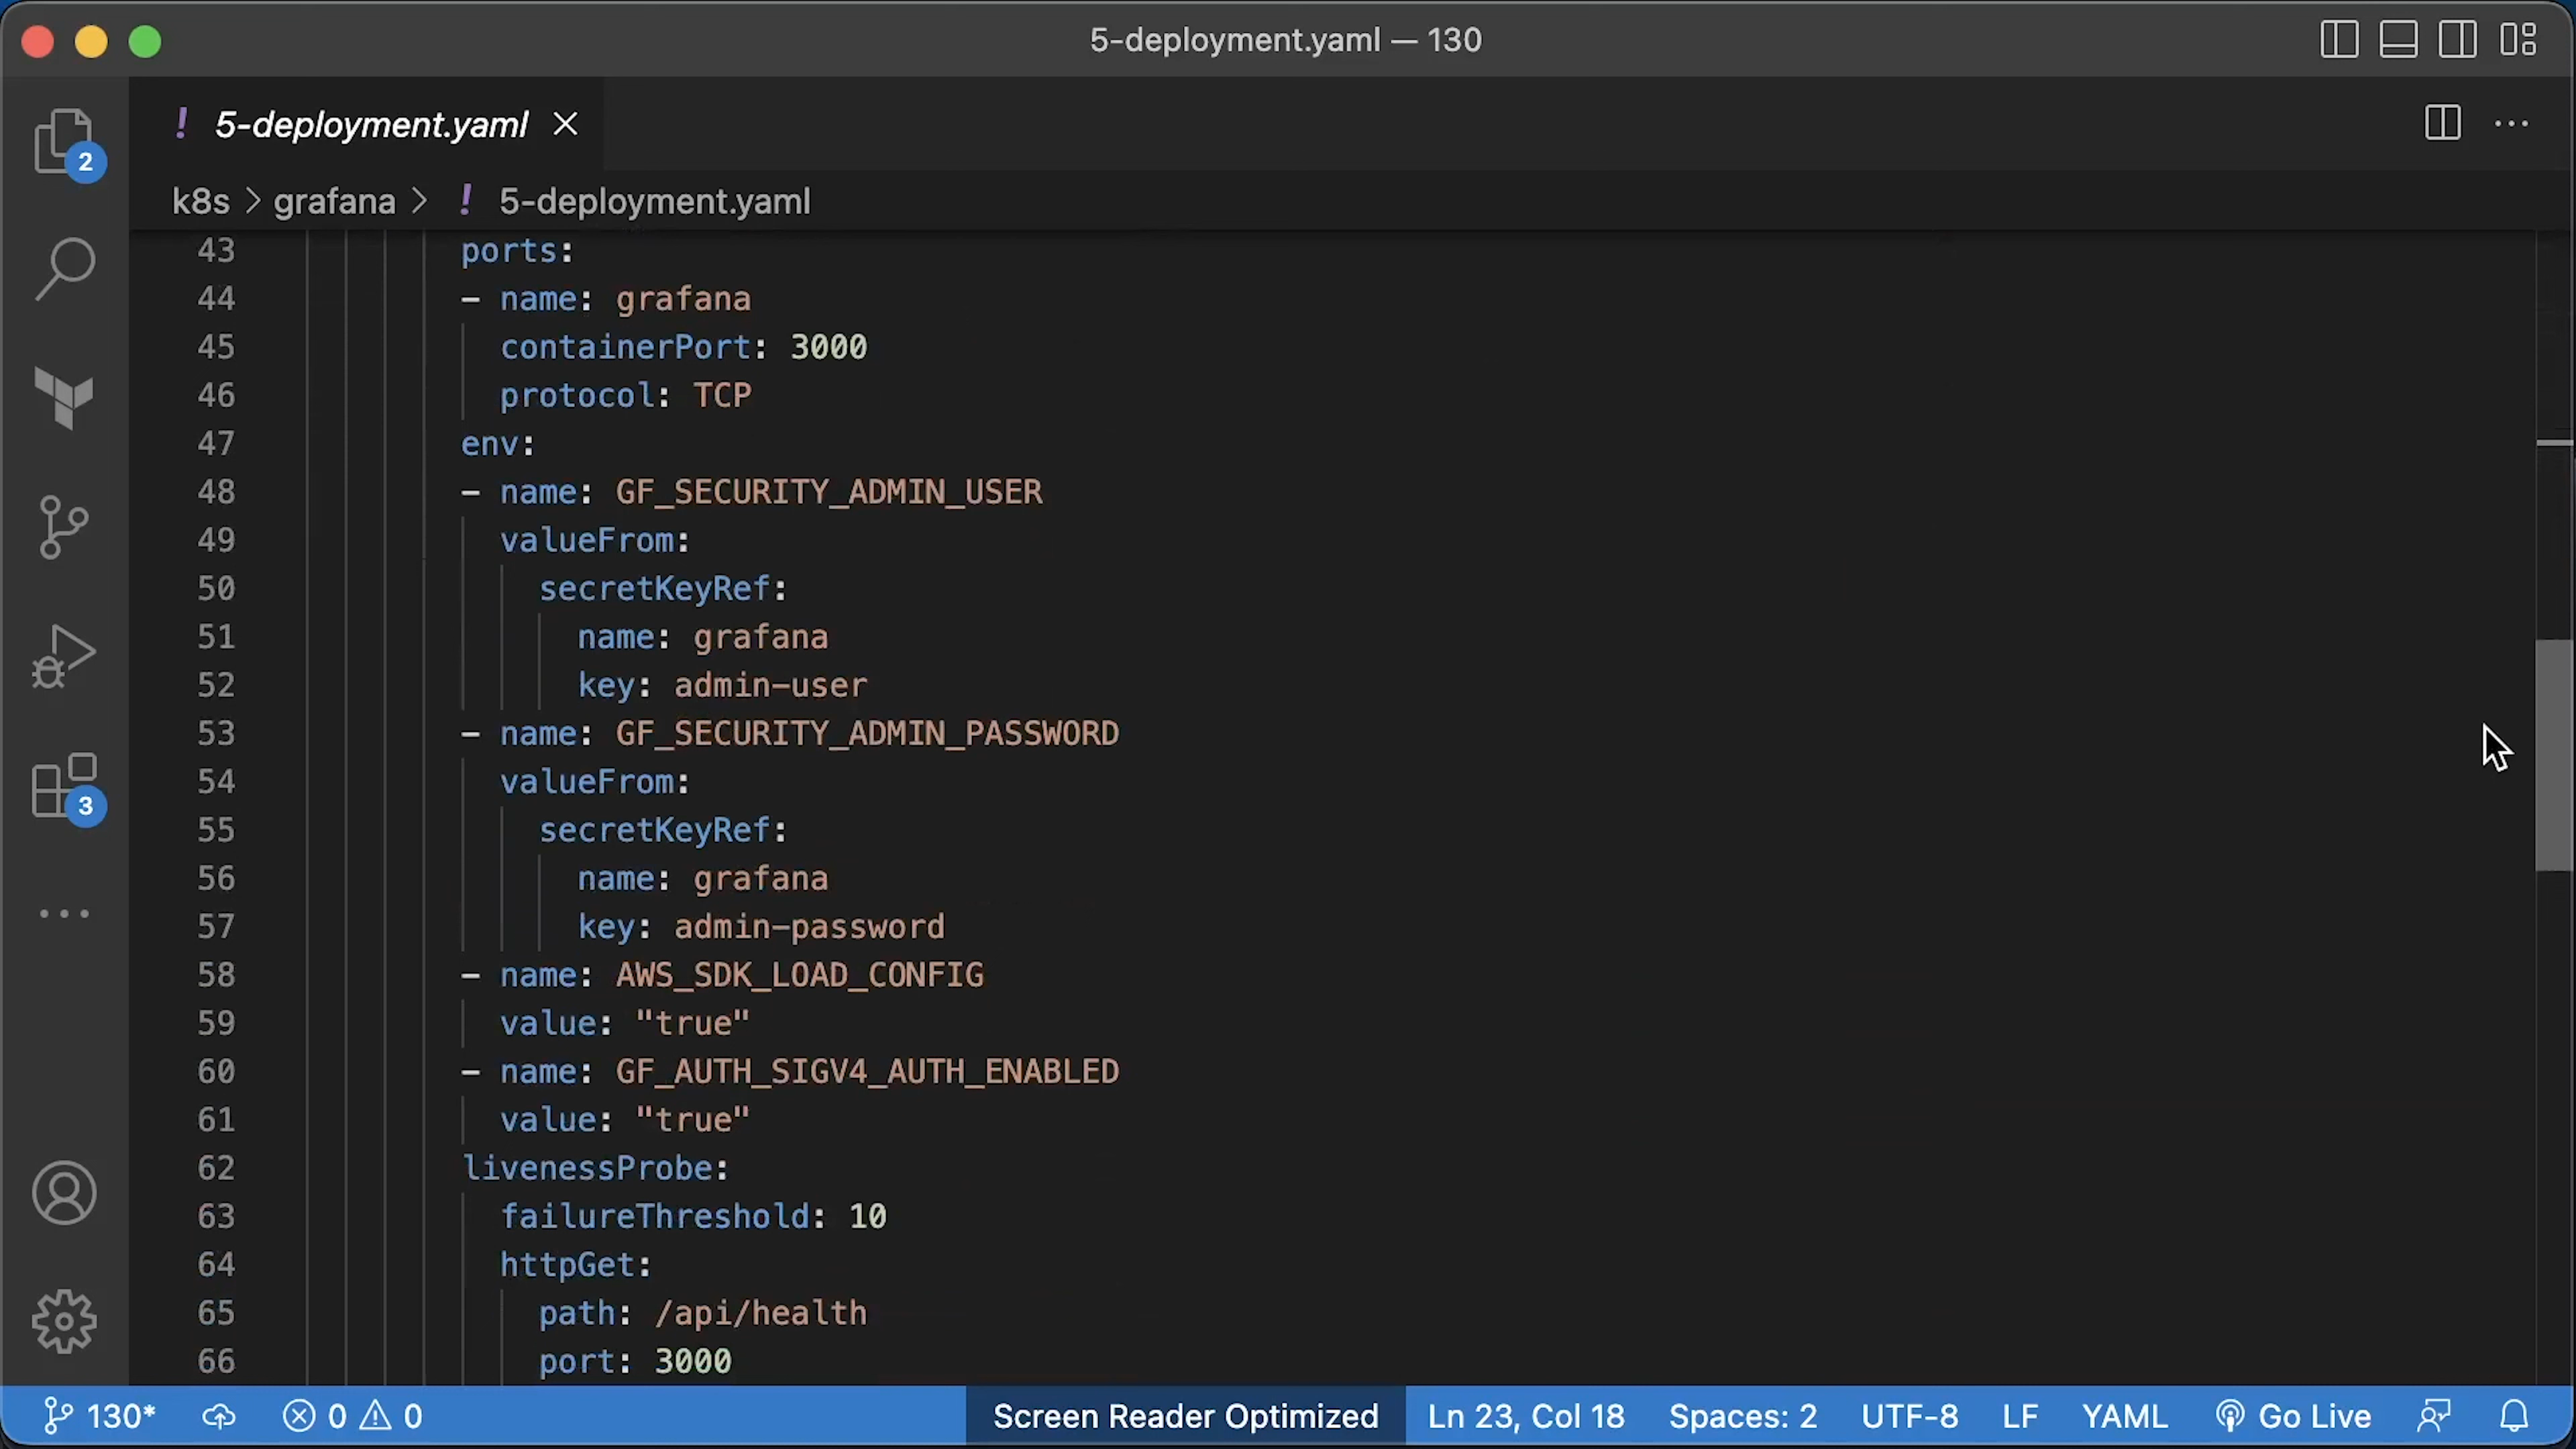 5-deployment.yaml — 130
! 5-deployment.yaml
k8s > grafana > ! 5-deployment.yaml
2
3
43 ports:
44 - name: grafana
45 containerPort: 3000
46 protocol: TCP
47 env:
48 - name: GF_SECURITY_ADMIN_USER
49 valueFrom:
50 secretKeyRef:
51 name: grafana
52 key: admin-user
53 - name: GF_SECURITY_ADMIN_PASSWORD
54 valueFrom:
55 secretKeyRef:
56 name: grafana
57 key: admin-password
58 - name: AWS_SDK_LOAD_CONFIG
59 value: "true"
60 - name: GF_AUTH_SIGV4_AUTH_ENABLED
61 value: "true"
62 livenessProbe:
63 failureThreshold: 10
64 httpGet:
65 path: /api/health
66 port: 3000
130* 0 0 Screen Reader Optimized Ln 23, Col 18 Spaces: 2 UTF-8 LF YAML Go Live